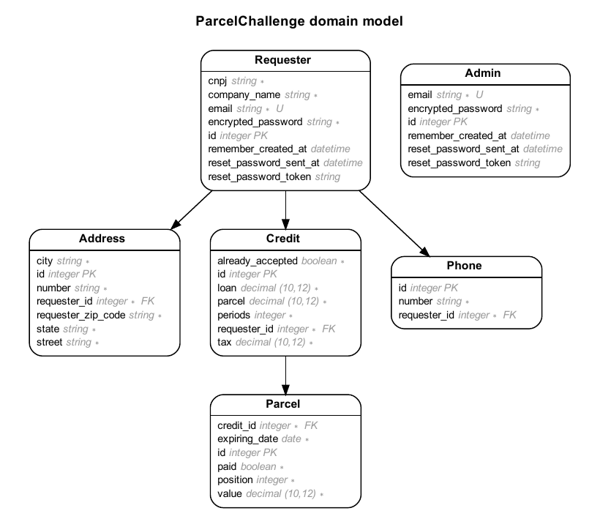 ParcelChallenge domain model
Requester
cnpj string ∗
company_name string ∗
email string ∗ U
encrypted_password string ∗
id integer PK
remember_created_at datetime
reset_password_sent_at datetime
reset_password_token string
Admin
email string ∗ U
encrypted_password string ∗
id integer PK
remember_created_at datetime
reset_password_sent_at datetime
reset_password_token string
Address
city string ∗
id integer PK
number string ∗
requester_id integer ∗ FK
requester_zip_code string ∗
state string ∗
street string ∗
Credit
already_accepted boolean ∗
id integer PK
loan decimal (10,12) ∗
parcel decimal (10,12) ∗
periods integer ∗
requester_id integer ∗ FK
tax decimal (10,12) ∗
Phone
id integer PK
number string ∗
requester_id integer ∗ FK
Parcel
credit_id integer ∗ FK
expiring_date date ∗
id integer PK
paid boolean ∗
position integer ∗
value decimal (10,12) ∗